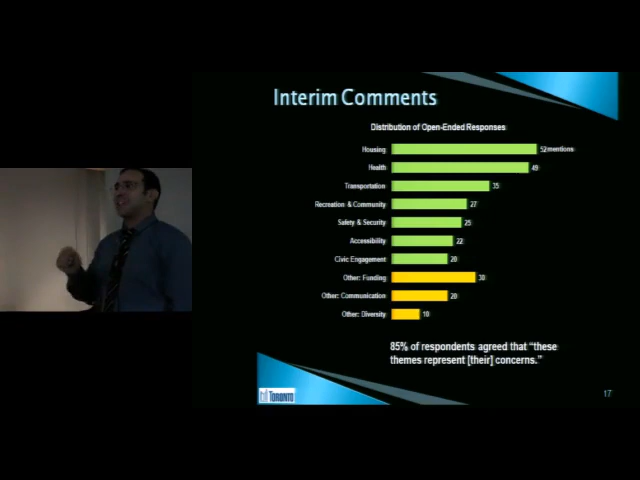 Interim Comments
Distribution of Open-Ended Responses
Housing 52 mentions
Health 49
Transportation 35
Recreation & Community 27
Safety & Security 25
Accessibility 22
Civic Engagement 20
Other: Funding 30
Other: Communication 20
Other: Diversity 10
85% of respondents agreed that “these
themes represent [their] concerns.”
TORONTO
17